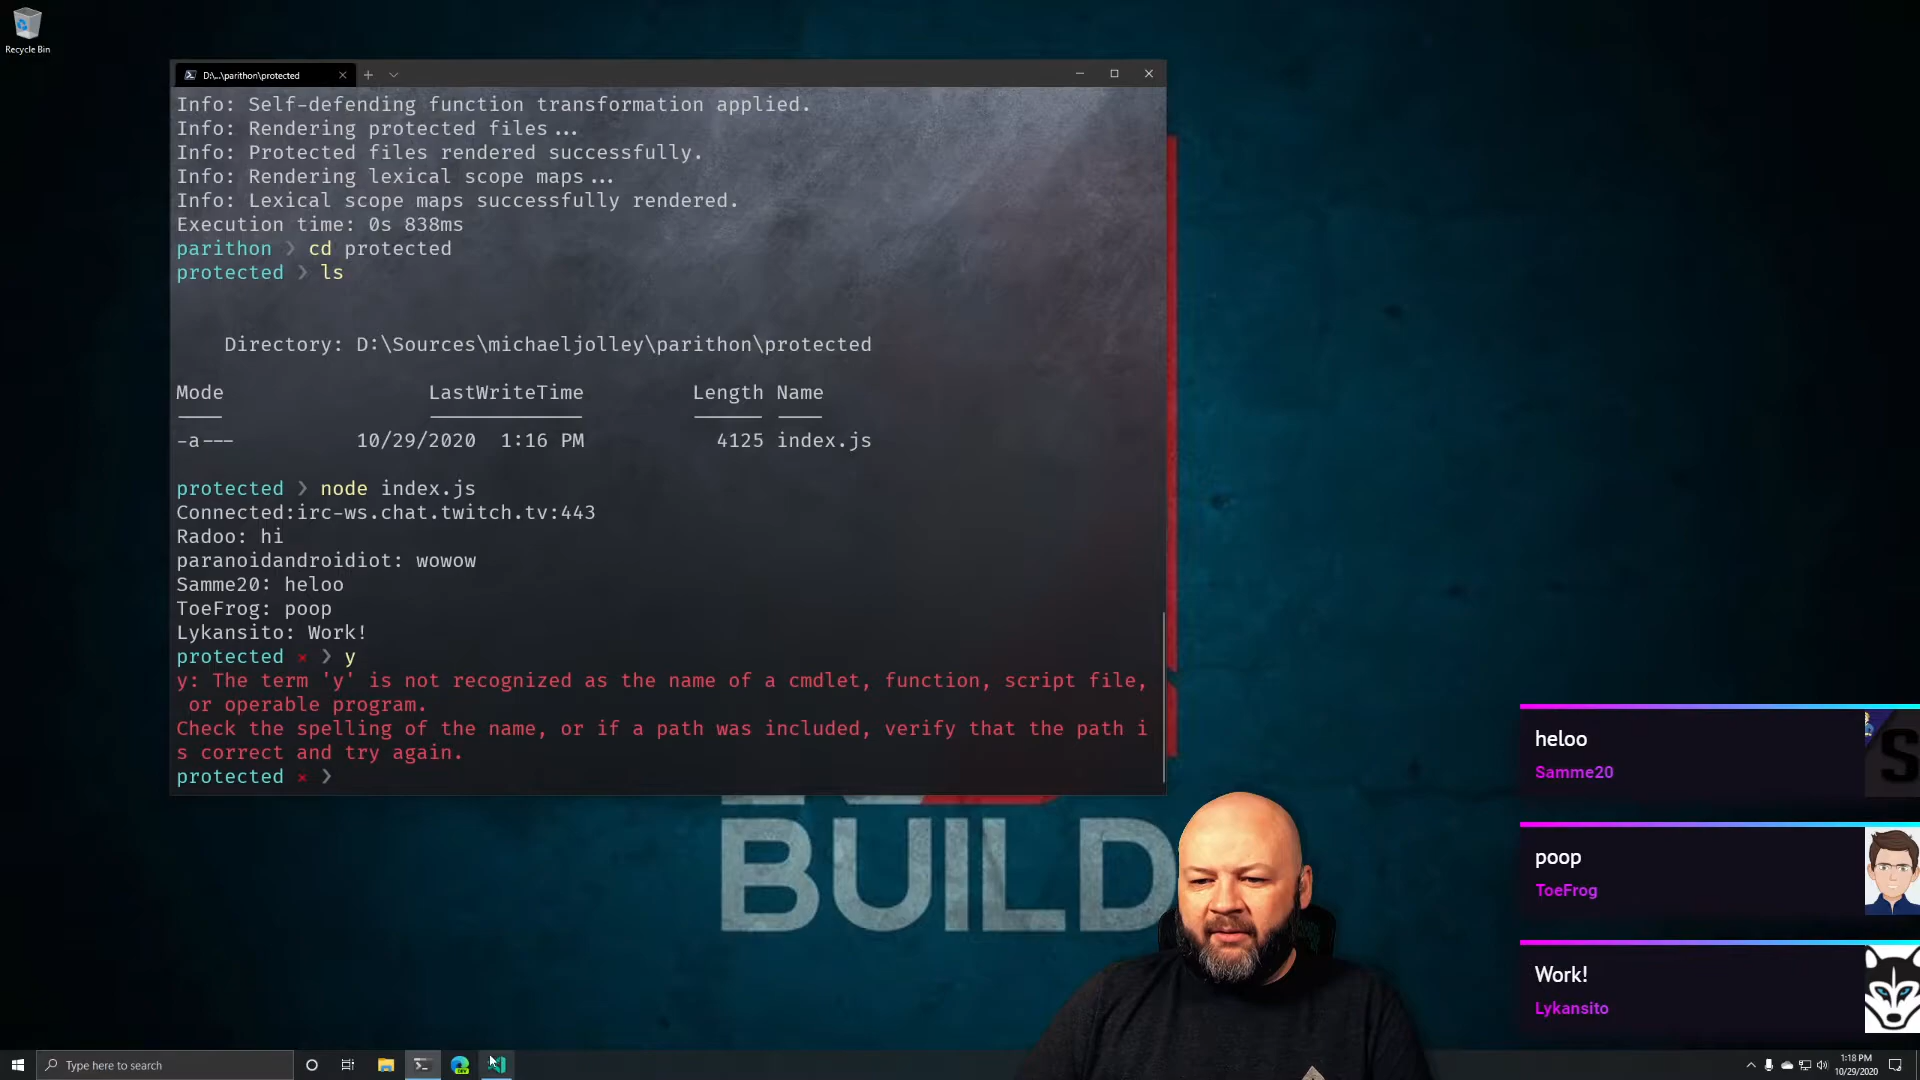 Recycle Bin
D:\...\parithon\protected
Info: Self-defending function transformation applied.
Info: Rendering protected files...
Info: Protected files rendered successfully.
Info: Rendering lexical scope maps...
Info: Lexical scope maps successfully rendered.
Execution time: 0s 838ms
parithon ❯ cd protected
protected ❯ ls
Directory: D:\Sources\michaeljolley\parithon\protected
Mode LastWriteTime Length Name
---- ------------- ------ ----
-a--- 10/29/2020 1:16 PM 4125 index.js
protected ❯ node index.js
Connected:irc-ws.chat.twitch.tv:443
Radoo: hi
paranoidandroidiot: wowow
Samme20: heloo
ToeFrog: poop
Lykansito: Work!
protected × ❯ y
y: The term 'y' is not recognized as the name of a cmdlet, function, script file,
or operable program.
Check the spelling of the name, or if a path was included, verify that the path i
s correct and try again.
protected × ❯
BUILD
heloo
Samme20
poop
ToeFrog
Work!
Lykansito
Type here to search
1:18 PM
10/29/2020